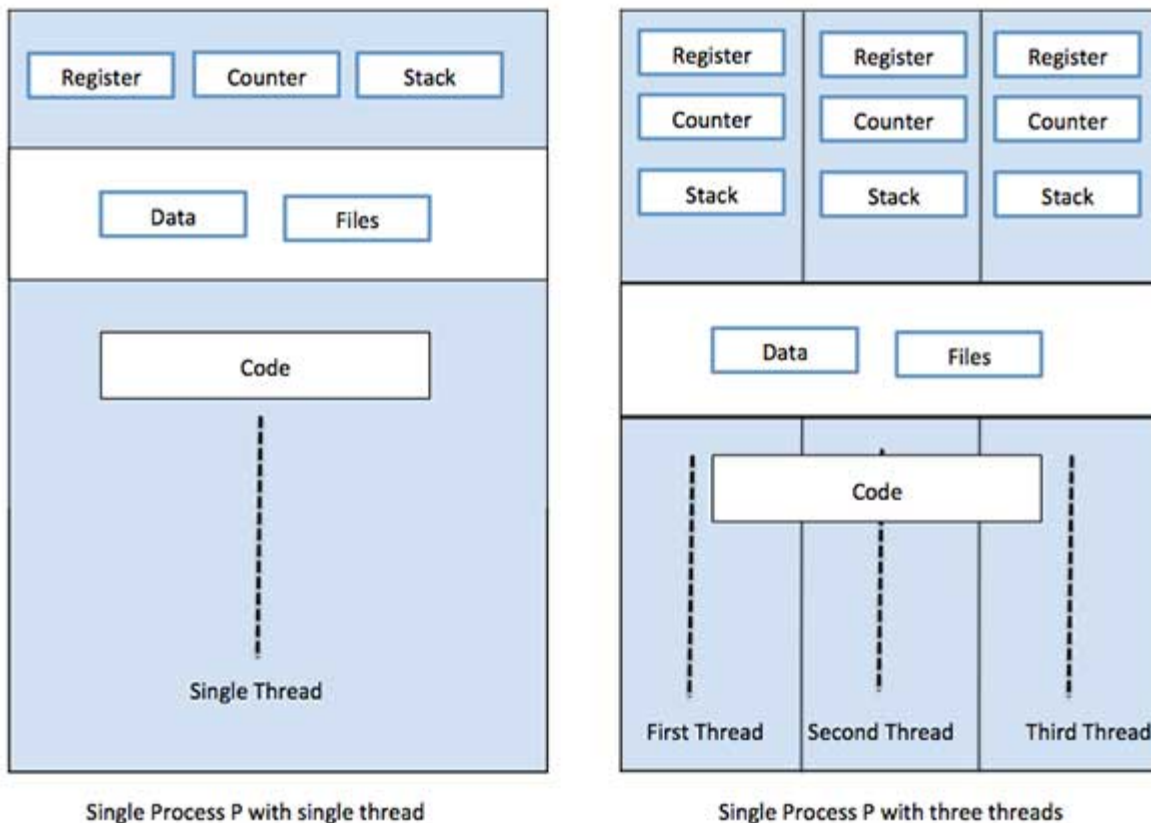 Register Counter Stack
Data Files
Code
Single Thread
Single Process P with single thread
Register Register Register
Counter Counter Counter
Stack Stack Stack
Data Files
Code
First Thread Second Thread Third Thread
Single Process P with three threads